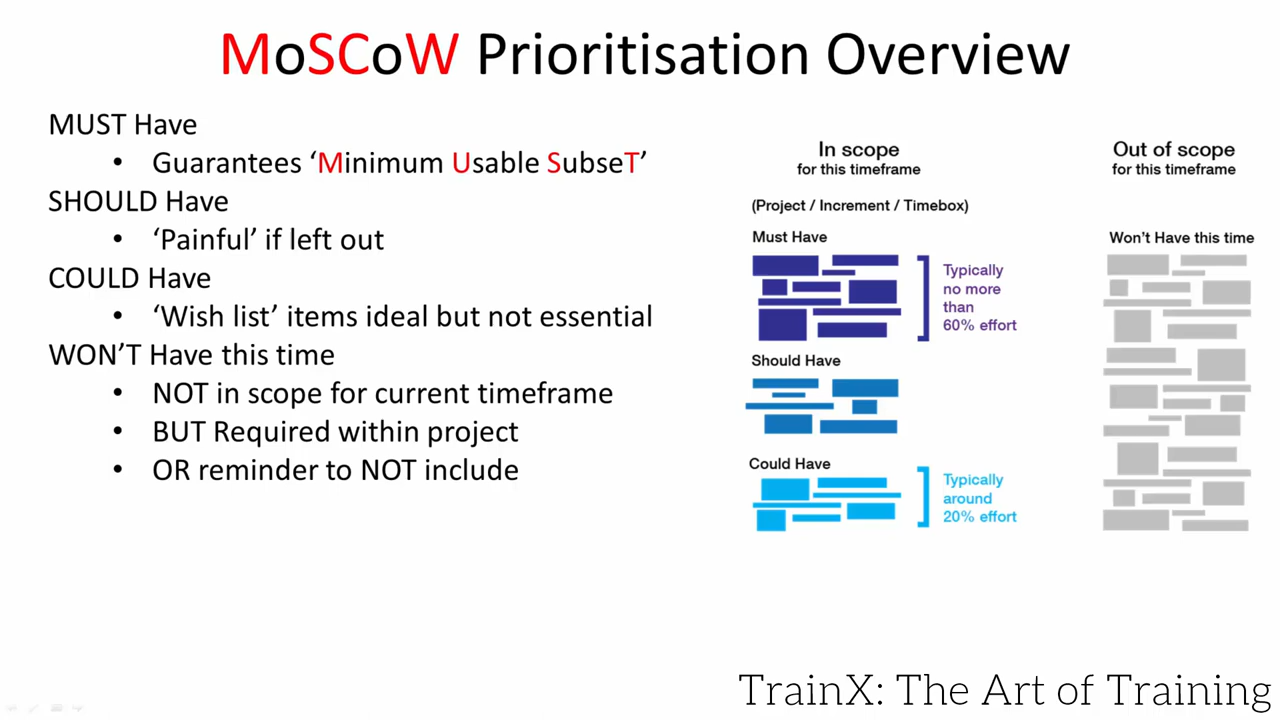 MoSCoW Prioritisation Overview
MUST Have
• Guarantees ‘Minimum Usable SubseT’
SHOULD Have
• ‘Painful’ if left out
COULD Have
• ‘Wish list’ items ideal but not essential
WON’T Have this time
• NOT in scope for current timeframe
• BUT Required within project
• OR reminder to NOT include
In scope
for this timeframe
(Project / Increment / Timebox)
Must Have
Typically
no more
than
60% effort
Should Have
Could Have
Typically
around
20% effort
Out of scope
for this timeframe
Won’t Have this time
TrainX: The Art of Training